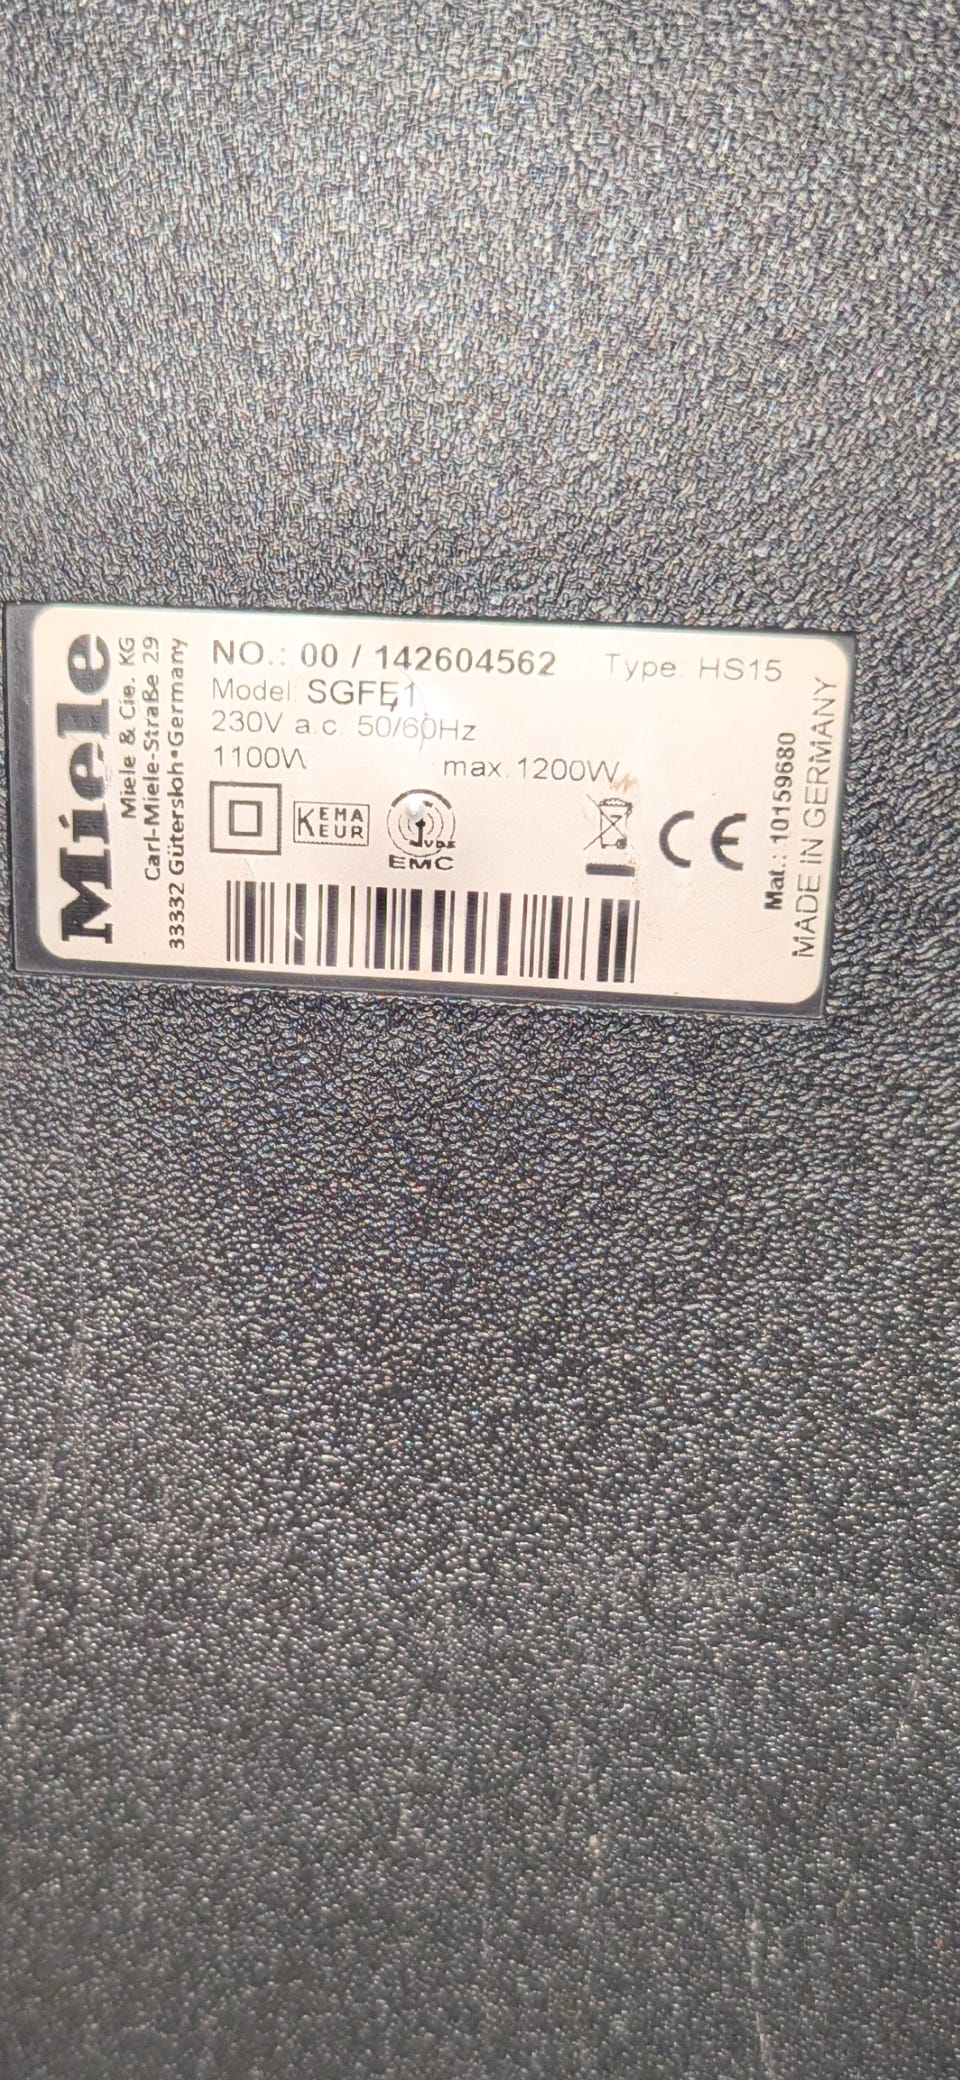 Miele
Miele & Cie. KG
Carl-Miele-Straße 29
33332 Gütersloh•Germany
NO.: 00 / 142604562 Type: HS15
Model: SGFE1
230V a.c. 50/60Hz
1100W max. 1200W
KEMA
EUR
VDE
EMC
CE
Mat.: 10159680
MADE IN GERMANY